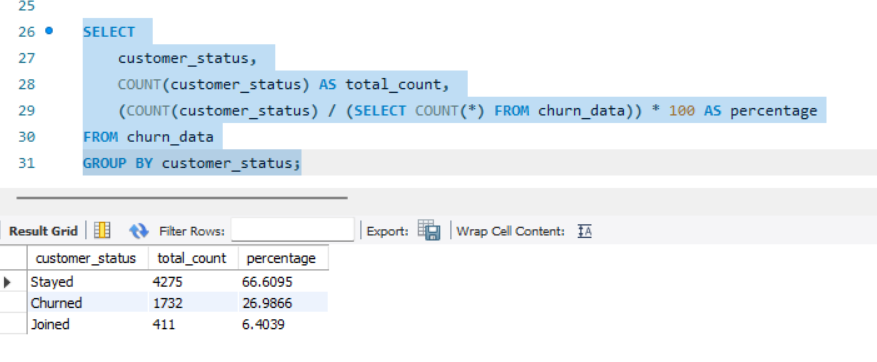 25
26 SELECT
27 customer_status,
28 COUNT(customer_status) AS total_count,
29 (COUNT(customer_status) / (SELECT COUNT(*) FROM churn_data)) * 100 AS percentage
30 FROM churn_data
31 GROUP BY customer_status;
Result Grid Filter Rows: Export: Wrap Cell Content: IA
customer_status total_count percentage
Stayed 4275 66.6095
Churned 1732 26.9866
Joined 411 6.4039